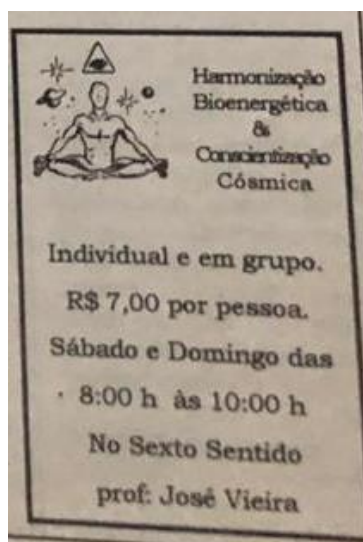 Harmonização
Bioenergética
&
Conscientização
Cósmica
Individual e em grupo.
R$ 7,00 por pessoa.
Sábado e Domingo das
8:00 h às 10:00 h
No Sexto Sentido
prof: José Vieira